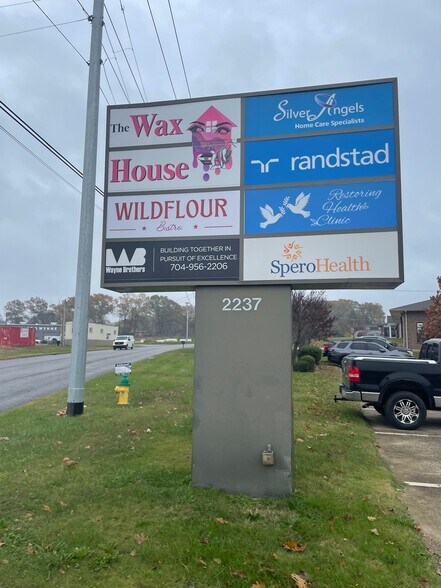 The Wax
House
WILDFLOUR
Bistro
WB
Wayne Brothers
BUILDING TOGETHER IN
PURSUIT OF EXCELLENCE
704-956-2206
Silver Angels
Home Care Specialists
randstad
Restoring
Health
Clinic
SperoHealth
2237